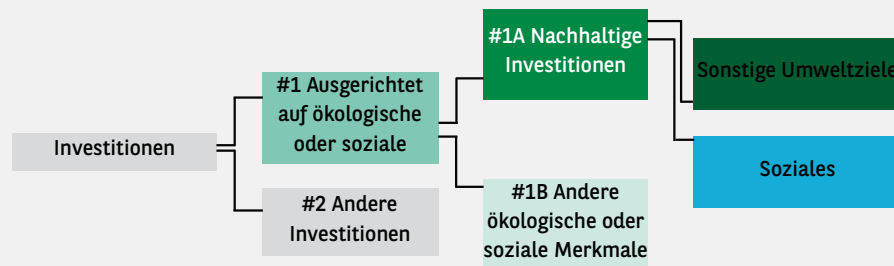 Investitionen
#1 Ausgerichtet
auf ökologische
oder soziale
#2 Andere
Investitionen
#1A Nachhaltige
Investitionen
#1B Andere
ökologische oder
soziale Merkmale
Sonstige Umweltziele
Soziales